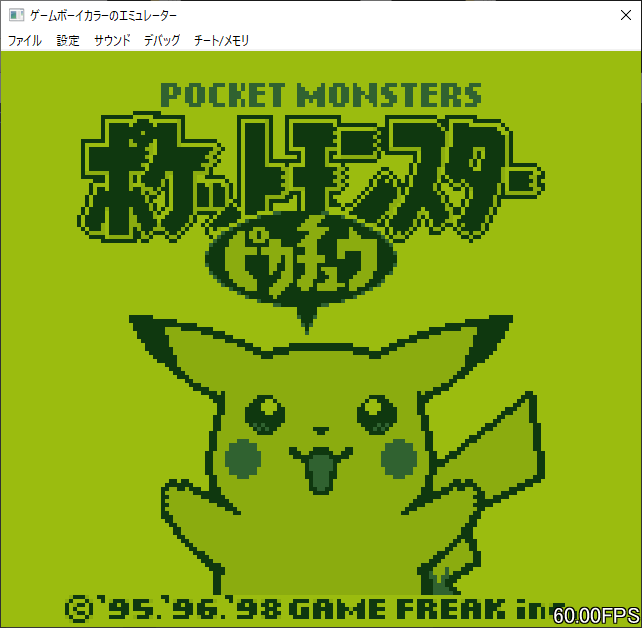 ゲームボーイカラーのエミュレーター
ファイル 設定 サウンド デバッグ チート/メモリ
POCKET MONSTERS
ポケットモンスター
ピカチュウ
©'95.'96.'98 GAME FREAK inc.
60.00FPS